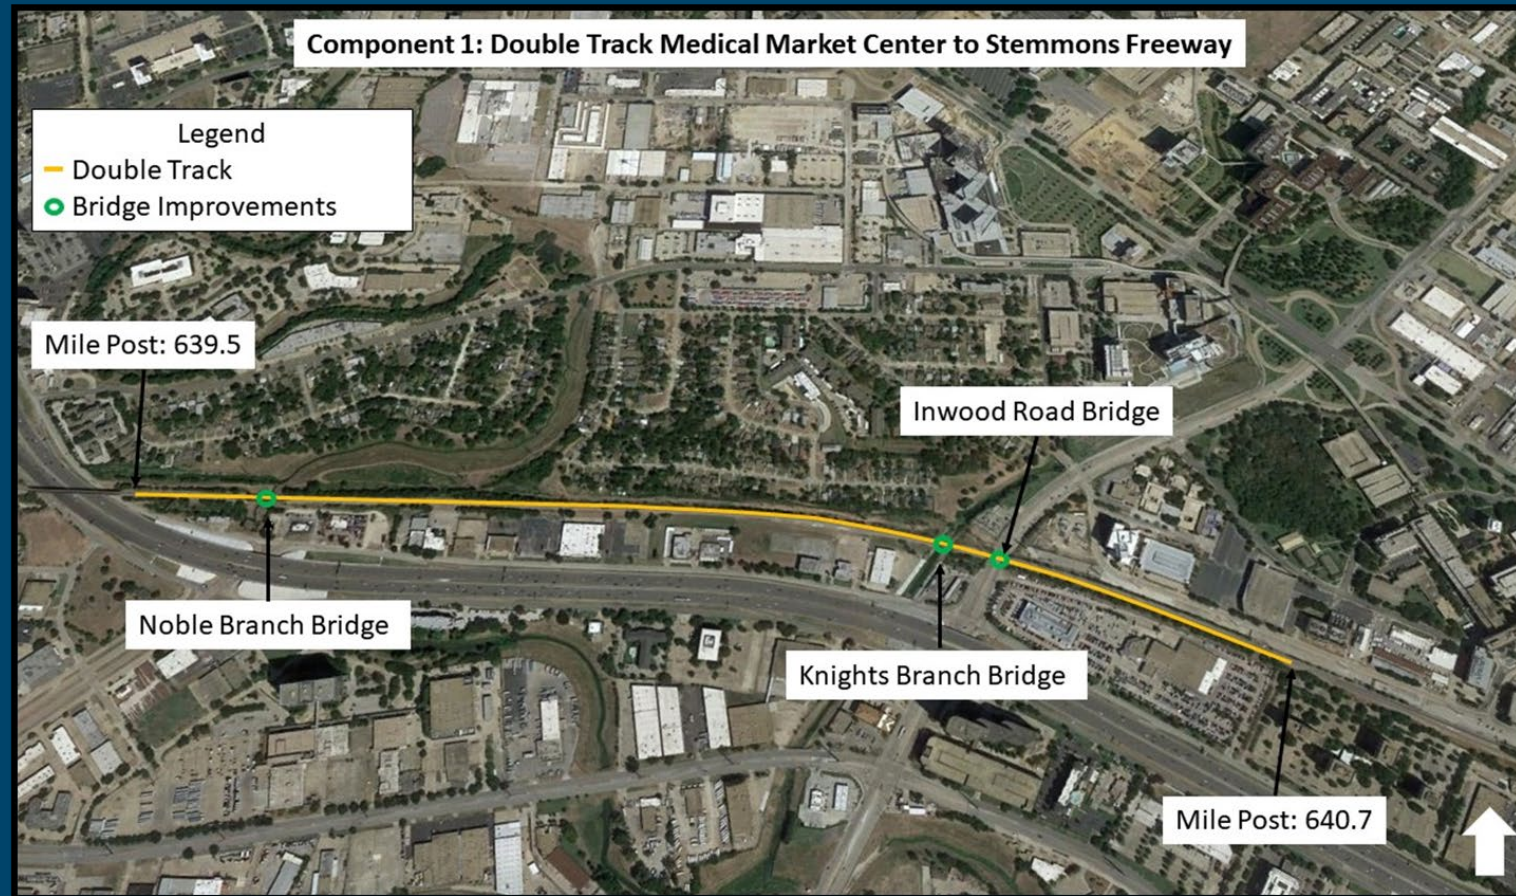 Component 1: Double Track Medical Market Center to Stemmons Freeway
Legend
Double Track
Bridge Improvements
Mile Post: 639.5
Inwood Road Bridge
Noble Branch Bridge
Knights Branch Bridge
Mile Post: 640.7